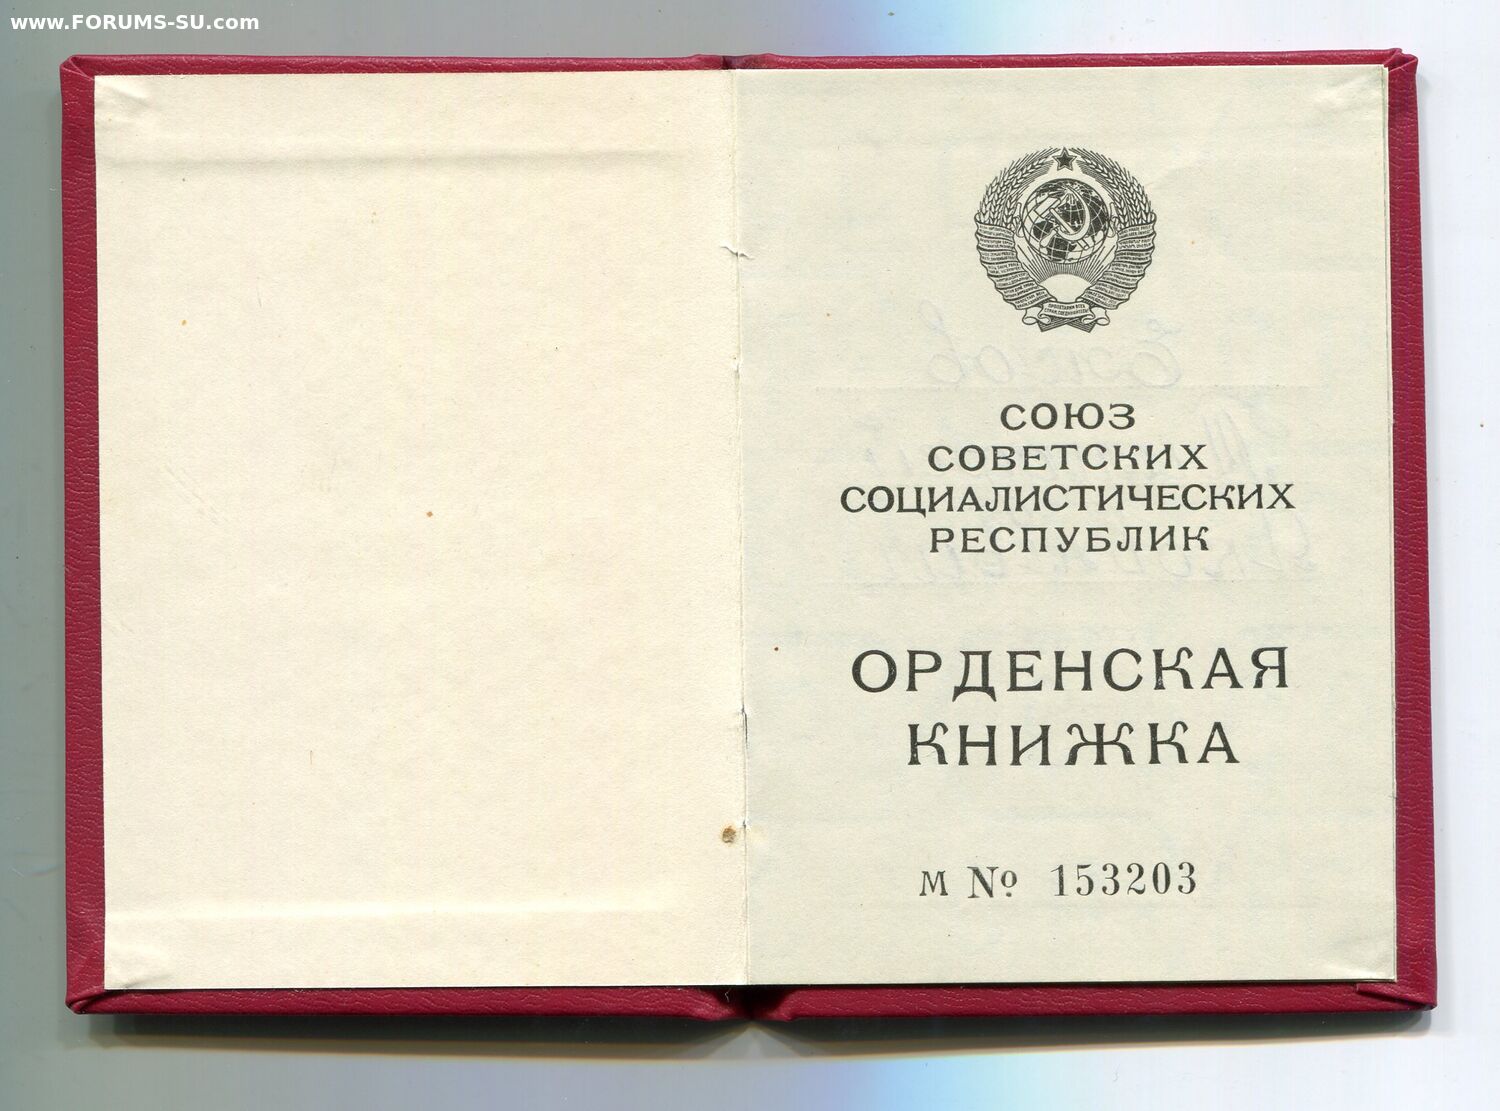 www.FORUMS-SU.com
СОЮЗ
СОВЕТСКИХ
СОЦИАЛИСТИЧЕСКИХ
РЕСПУБЛИК
ОРДЕНСКАЯ
КНИЖКА
М № 153203